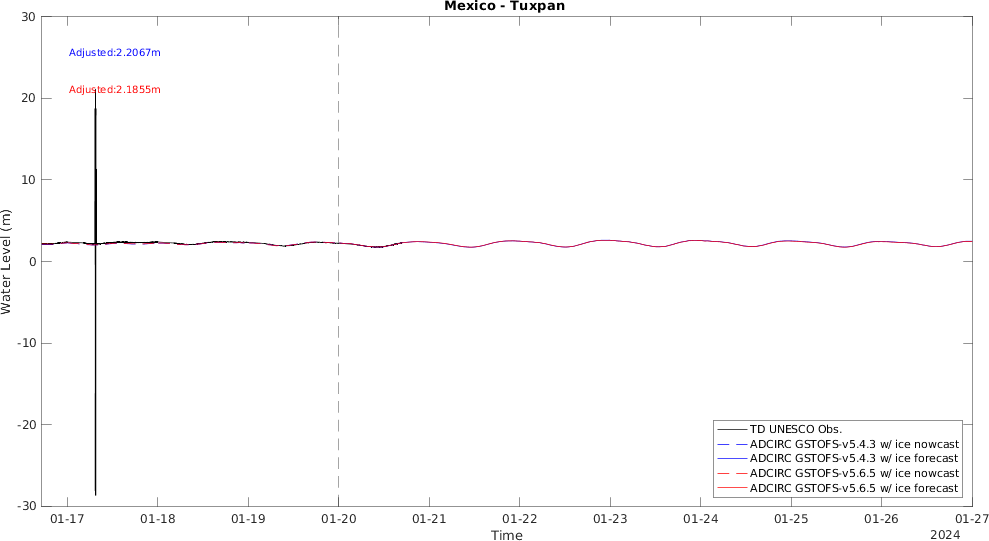 Mexico - Tuxpan
30
20
10
0
-10
-20
-30
Water Level (m)
Adjusted:2.2067m
Adjusted:2.1855m
TD UNESCO Obs.
ADCIRC GSTOFS-v5.4.3 w/ ice nowcast
ADCIRC GSTOFS-v5.4.3 w/ ice forecast
ADCIRC GSTOFS-v5.6.5 w/ ice nowcast
ADCIRC GSTOFS-v5.6.5 w/ ice forecast
01-17 01-18 01-19 01-20 01-21 01-22 01-23 01-24 01-25 01-26 01-27
Time
2024